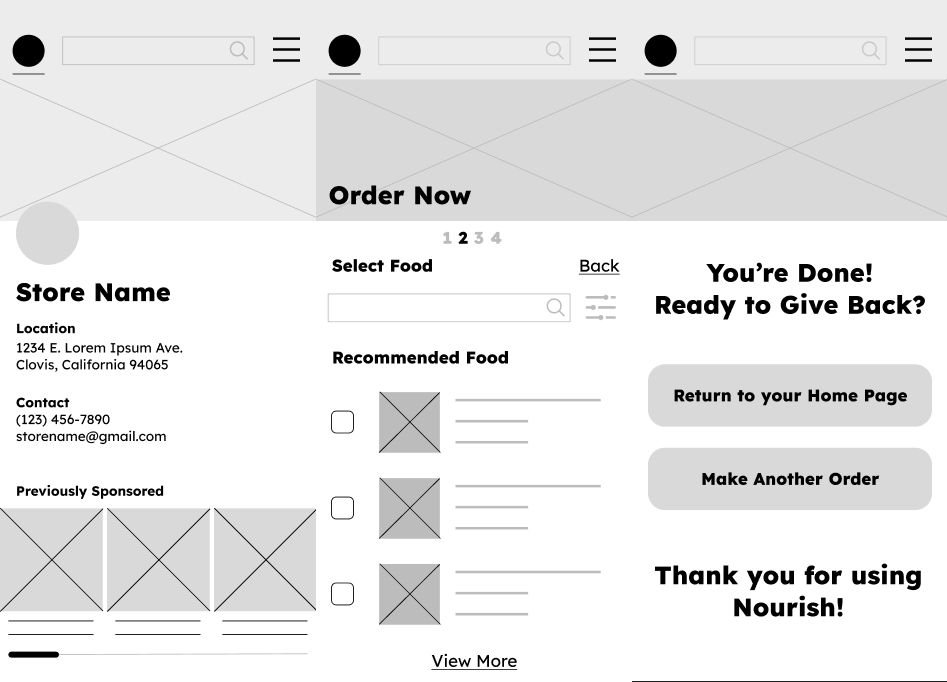 Store Name
Location
1234 E. Lorem Ipsum Ave.
Clovis, California 94065
Contact
(123) 456-7890
storename@gmail.com
Previously Sponsored
Order Now
1 2 3 4
Select Food
Back
Recommended Food
View More
You’re Done!
Ready to Give Back?
Return to your Home Page
Make Another Order
Thank you for using
Nourish!